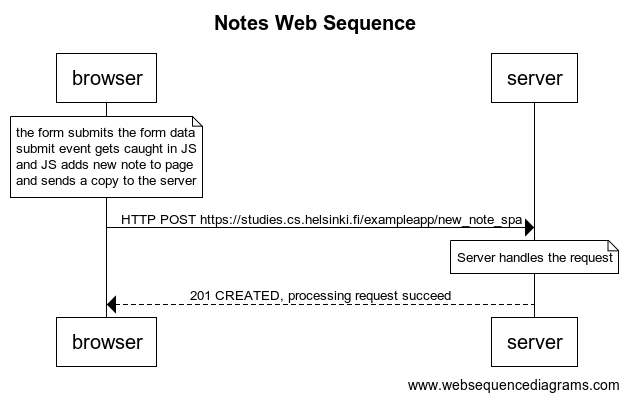 Notes Web Sequence
browser
server
the form submits the form data
submit event gets caught in JS
and JS adds new note to page
and sends a copy to the server
HTTP POST https://studies.cs.helsinki.fi/exampleapp/new_note_spa
Server handles the request
201 CREATED, processing request succeed
browser
server
www.websequencediagrams.com